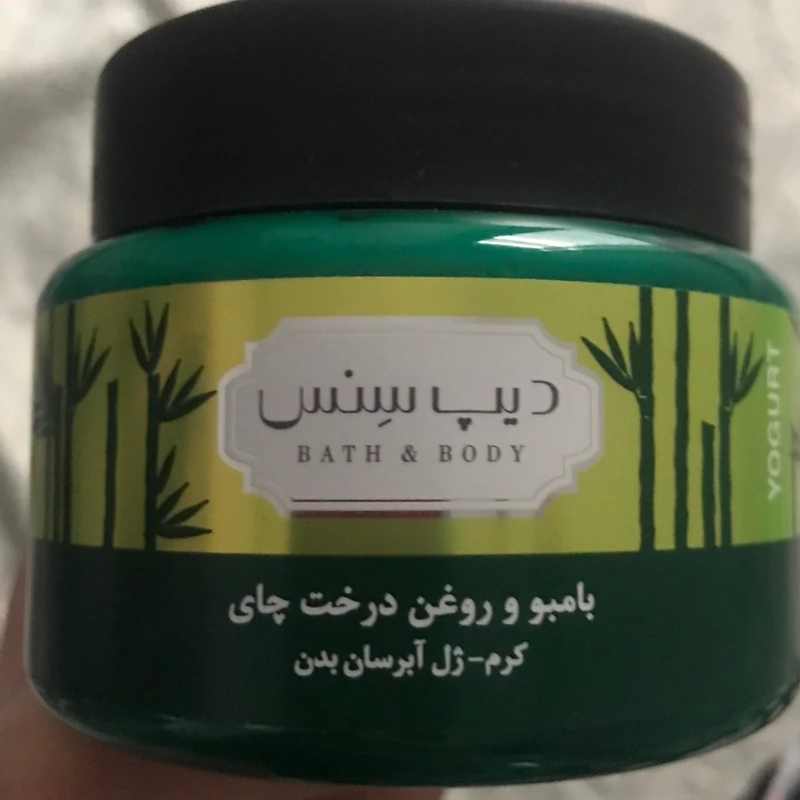 دیپ سِنس
BATH & BODY
YOGURT
بامبو و روغن درخت چای
کرم-ژل آبرسان بدن